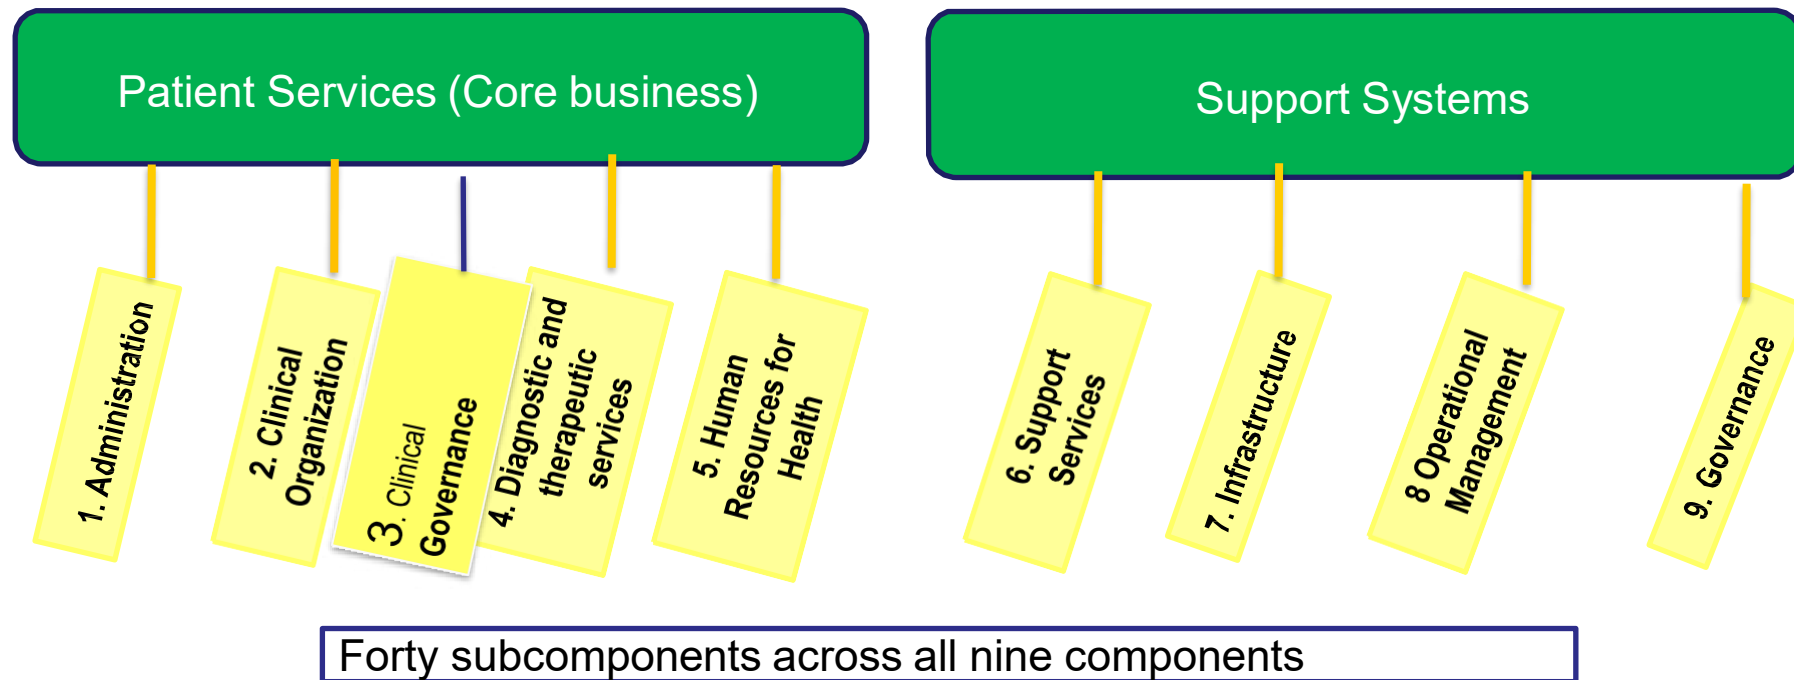 Patient Services (Core business)
Support Systems
1. Administration
2. Clinical
Organization
3. Clinical
Governance
4. Diagnostic and
therapeutic
services
5. Human
Resources for
Health
6. Support
Services
7. Infrastructure
8 Operational
Management
9. Governance
Forty subcomponents across all nine components